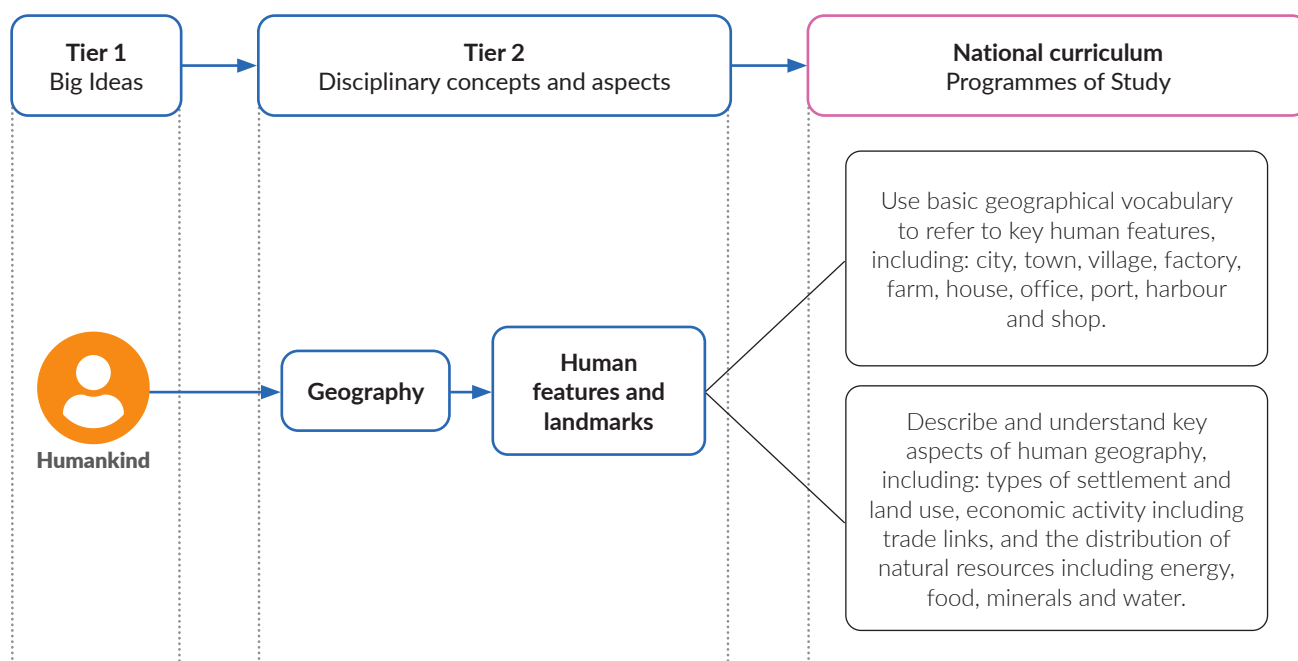 Tier 1
Big Ideas
Tier 2
Disciplinary concepts and aspects
National curriculum
Programmes of Study
Humankind
Geography
Human
features and
landmarks
Use basic geographical vocabulary
to refer to key human features,
including: city, town, village, factory,
farm, house, office, port, harbour
and shop.
Describe and understand key
aspects of human geography,
including: types of settlement and
land use, economic activity including
trade links, and the distribution of
natural resources including energy,
food, minerals and water.